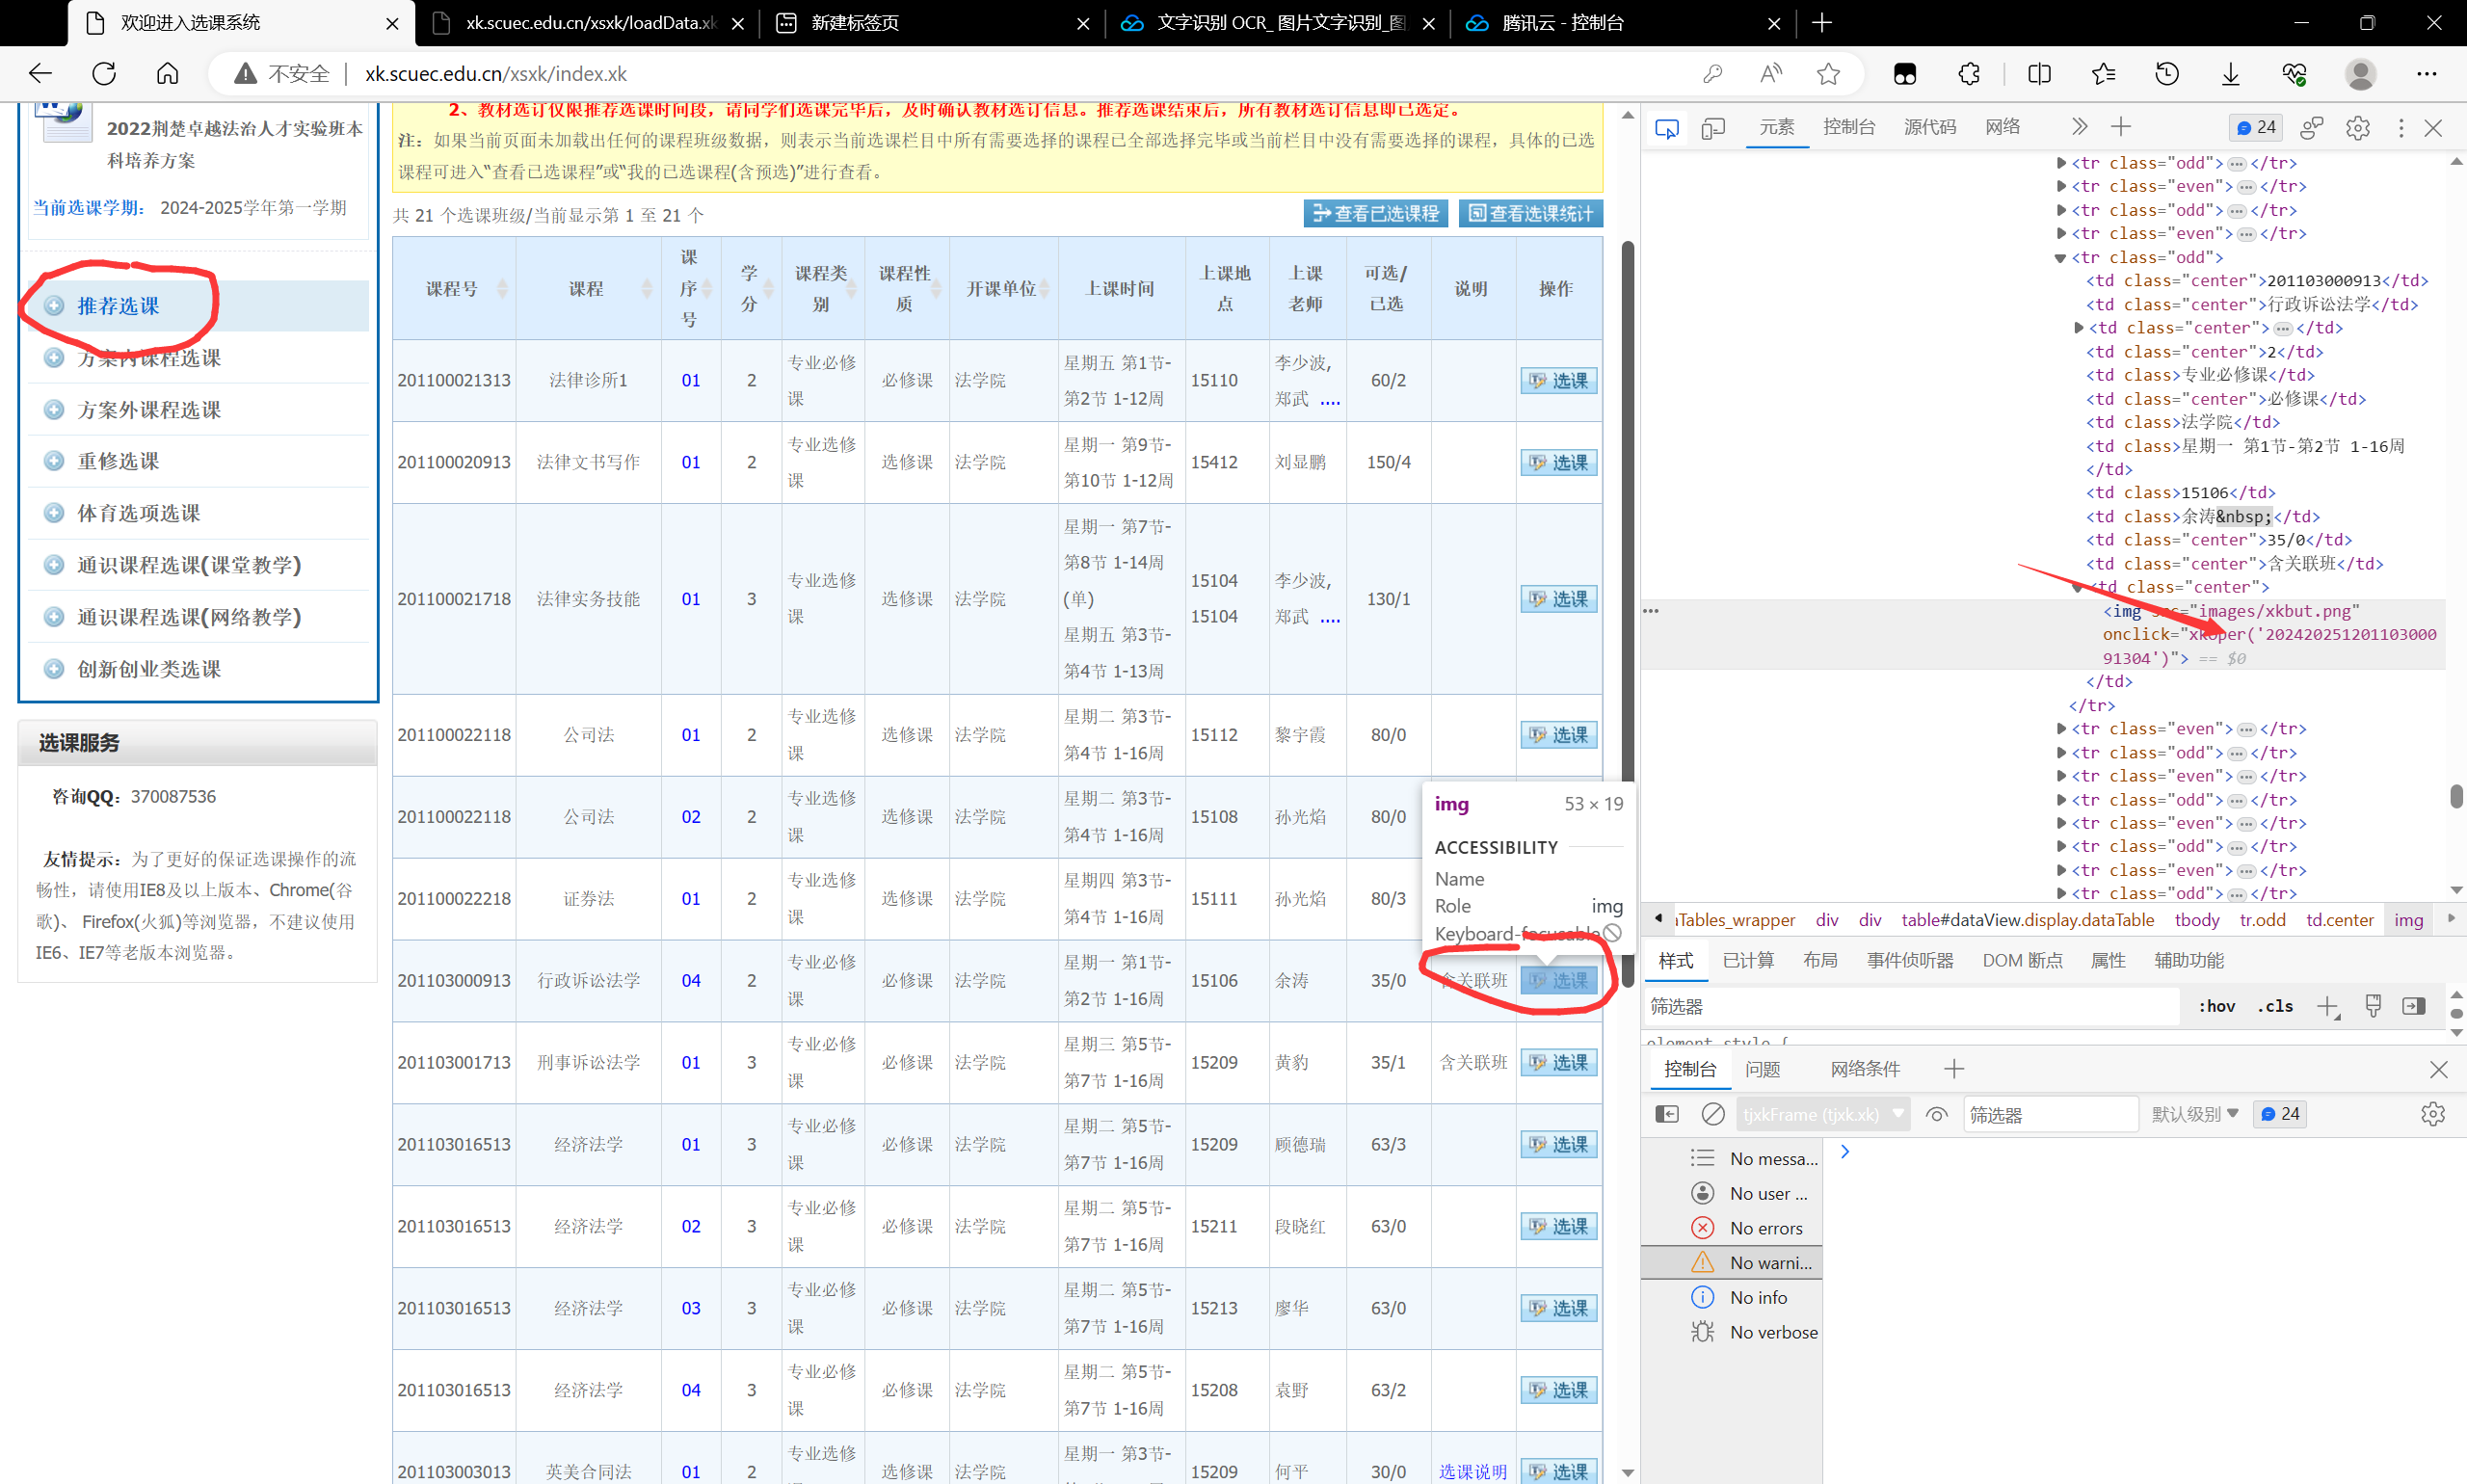 欢迎进入选课系统
xk.scuec.edu.cn/xsxk/loadData.xk
新建标签页
文字识别 OCR_ 图片文字识别_图
腾讯云 - 控制台
不安全
xk.scuec.edu.cn/xsxk/index.xk
2022荆楚卓越法治人才实验班本
科培养方案
当前选课学期： 2024-2025学年第一学期
推荐选课
方案内课程选课
方案外课程选课
重修选课
体育选项选课
通识课程选课(课堂教学)
通识课程选课(网络教学)
创新创业类选课
选课服务
咨询QQ：370087536
友情提示：为了更好的保证选课操作的流
畅性，请使用IE8及以上版本、Chrome(谷
歌)、Firefox(火狐)等浏览器，不建议使用
IE6、IE7等老版本浏览器。
2、教材选订仅限推荐选课时间段，请同学们选课完毕后，及时确认教材选订信息。推荐选课结束后，所有教材选订信息即已选定。
注：如果当前页面未加载出任何的课程班级数据，则表示当前选课栏目中所有需要选择的课程已全部选择完毕或当前栏目中没有需要选择的课程，具体的已选
课程可进入“查看已选课程”或“我的已选课程(含预选)”进行查看。
共 21 个选课班级/当前显示第 1 至 21 个
查看已选课程 查看选课统计
课程号 课程 课序号 学分 课程类别 课程性质 开课单位 上课时间 上课地点 上课老师 可选/已选 说明 操作
201100021313 法律诊所1 01 2 专业必修课 必修课 法学院 星期五 第1节-第2节 1-12周 15110 李少波, 郑武 .... 60/2 选课
201100020913 法律文书写作 01 2 专业选修课 选修课 法学院 星期一 第9节-第10节 1-12周 15412 刘显鹏 150/4 选课
201100021718 法律实务技能 01 3 专业选修课 选修课 法学院 星期一 第7节-第8节 1-14周(单) 星期五 第3节-第4节 1-13周 15104 15104 李少波, 郑武 .... 130/1 选课
201100022118 公司法 01 2 专业选修课 选修课 法学院 星期二 第3节-第4节 1-16周 15112 黎宇霞 80/0 选课
201100022118 公司法 02 2 专业选修课 选修课 法学院 星期二 第3节-第4节 1-16周 15108 孙光焰 80/0
201100022218 证券法 01 2 专业选修课 选修课 法学院 星期四 第3节-第4节 1-16周 15111 孙光焰 80/3
201103000913 行政诉讼法学 04 2 专业必修课 必修课 法学院 星期一 第1节-第2节 1-16周 15106 余涛 35/0 含关联班 选课
201103001713 刑事诉讼法学 01 3 专业必修课 必修课 法学院 星期三 第5节-第7节 1-16周 15209 黄豹 35/1 含关联班 选课
201103016513 经济法学 01 3 专业必修课 必修课 法学院 星期二 第5节-第7节 1-16周 15209 顾德瑞 63/3 选课
201103016513 经济法学 02 3 专业必修课 必修课 法学院 星期二 第5节-第7节 1-16周 15211 段晓红 63/0 选课
201103016513 经济法学 03 3 专业必修课 必修课 法学院 星期二 第5节-第7节 1-16周 15213 廖华 63/0 选课
201103016513 经济法学 04 3 专业必修课 必修课 法学院 星期二 第5节-第7节 1-16周 15208 袁野 63/2 选课
201103003013 英美合同法 01 2 专业选修 选修课 法学院 星期一 第3节- 15209 何平 30/0 选课说明 选课
img 53 × 19
ACCESSIBILITY
Name
Role img
Keyboard-focusable
元素 控制台 源代码 网络 24
<tr class="odd"> … </tr>
<tr class="even"> … </tr>
<tr class="odd"> … </tr>
<tr class="even"> … </tr>
<tr class="odd">
<td class="center">201103000913</td>
<td class="center">行政诉讼法学</td>
<td class="center"> … </td>
<td class="center">2</td>
<td class>专业必修课</td>
<td class="center">必修课</td>
<td class>法学院</td>
<td class>星期一 第1节-第2节 1-16周
</td>
<td class>15106</td>
<td class>余涛&nbsp;</td>
<td class="center">35/0</td>
<td class="center">含关联班</td>
<td class="center">
<img src="images/xkbut.png"
onclick="xkoper('202420251201103000
91304')"> == $0
</td>
</tr>
<tr class="even"> … </tr>
<tr class="odd"> … </tr>
<tr class="even"> … </tr>
<tr class="odd"> … </tr>
<tr class="even"> … </tr>
<tr class="odd"> … </tr>
<tr class="even"> … </tr>
<tr class="odd"> … </tr>
aTables_wrapper div div table#dataView.display.dataTable tbody tr.odd td.center img
样式 已计算 布局 事件侦听器 DOM 断点 属性 辅助功能
筛选器 :hov .cls
element.style {
控制台 问题 网络条件
tjxkFrame (tjxk.xk) 筛选器 默认级别 24
No messa...
No user ...
No errors
No warni...
No info
No verbose